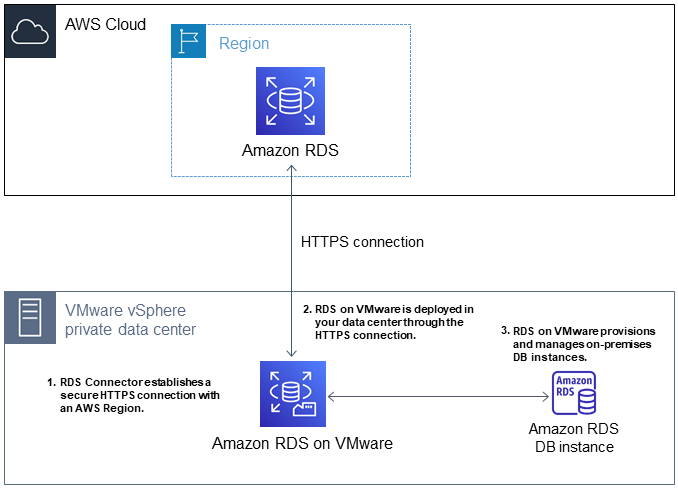 AWS Cloud
Region
Amazon RDS
HTTPS connection
VMware vSphere
private data center
2. RDS on VMware is deployed in
your data center through the
HTTPS connection.
3. RDS on VMware provisions
and manages on-premises
DB instances.
1. RDS Connector establishes a
secure HTTPS connection with
an AWS Region.
Amazon
RDS
Amazon RDS on VMware
Amazon RDS
DB instance